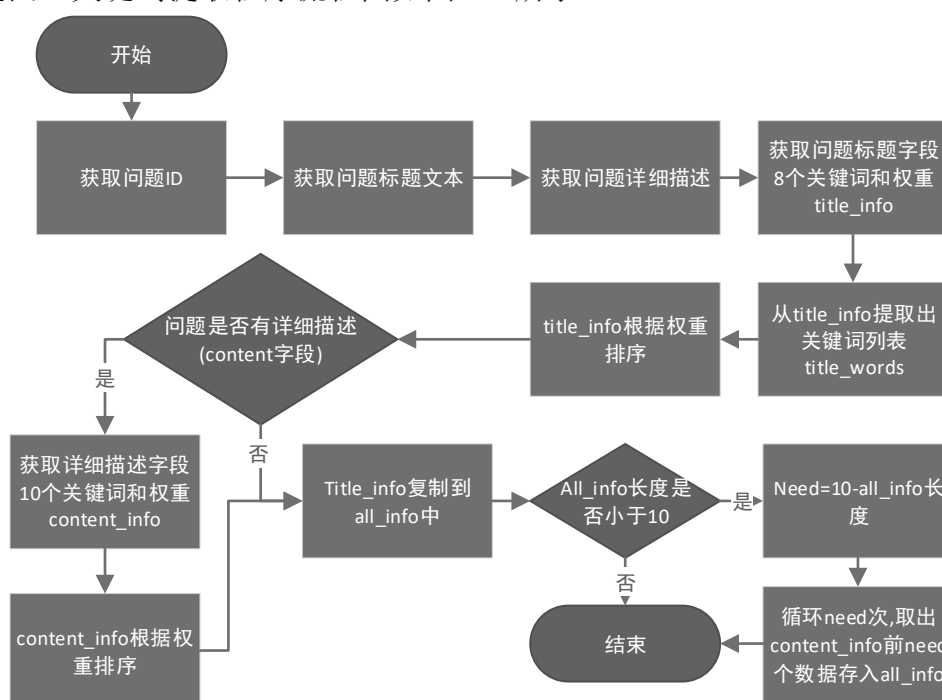 开始
获取问题ID
获取问题标题文本
获取问题详细描述
获取问题标题字段
8个关键词和权重
title_info
从title_info提取出
关键词列表
title_words
title_info根据权重
排序
问题是否有详细描述
(content字段)
是
否
获取详细描述字段
10个关键词和权重
content_info
content_info根据权
重排序
Title_info复制到
all_info中
All_info长度是
否小于10
是
否
Need=10-all_info长
度
循环need次,取出
content_info前need
个数据存入all_info
结束